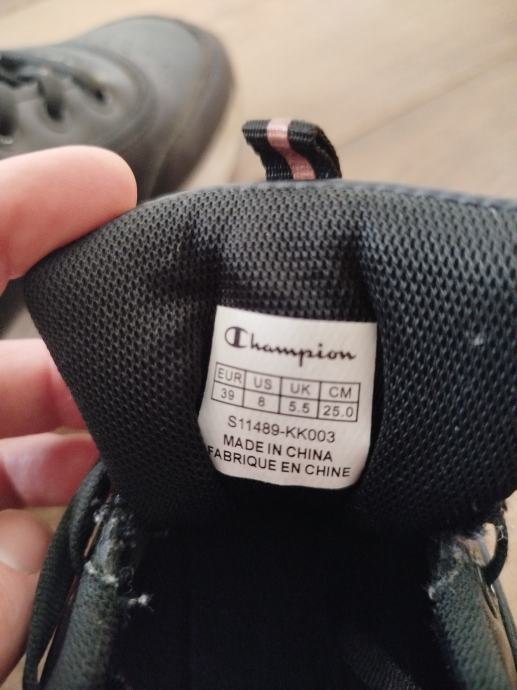 Champion
EUR US UK CM
39 8 5.5 25.0
S11489-KK003
MADE IN CHINA
FABRIQUE EN CHINE